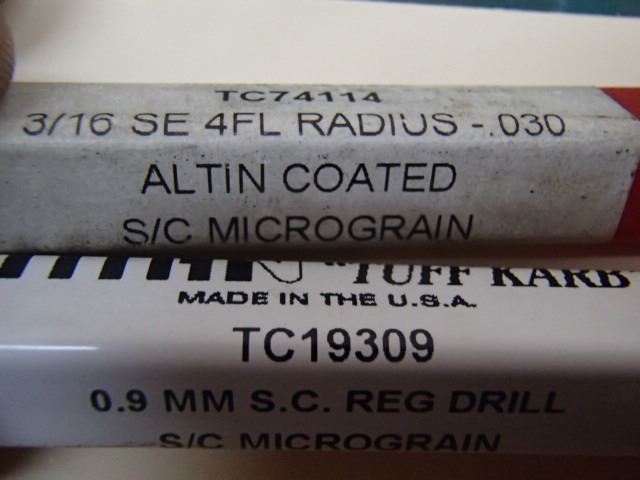 TC74114
3/16 SE 4FL RADIUS -.030
ALTIN COATED
S/C MICROGRAIN
"TUFF KARB
MADE IN THE U.S.A.
TC19309
0.9 MM S.C. REG DRILL
S/C MICROGRAIN